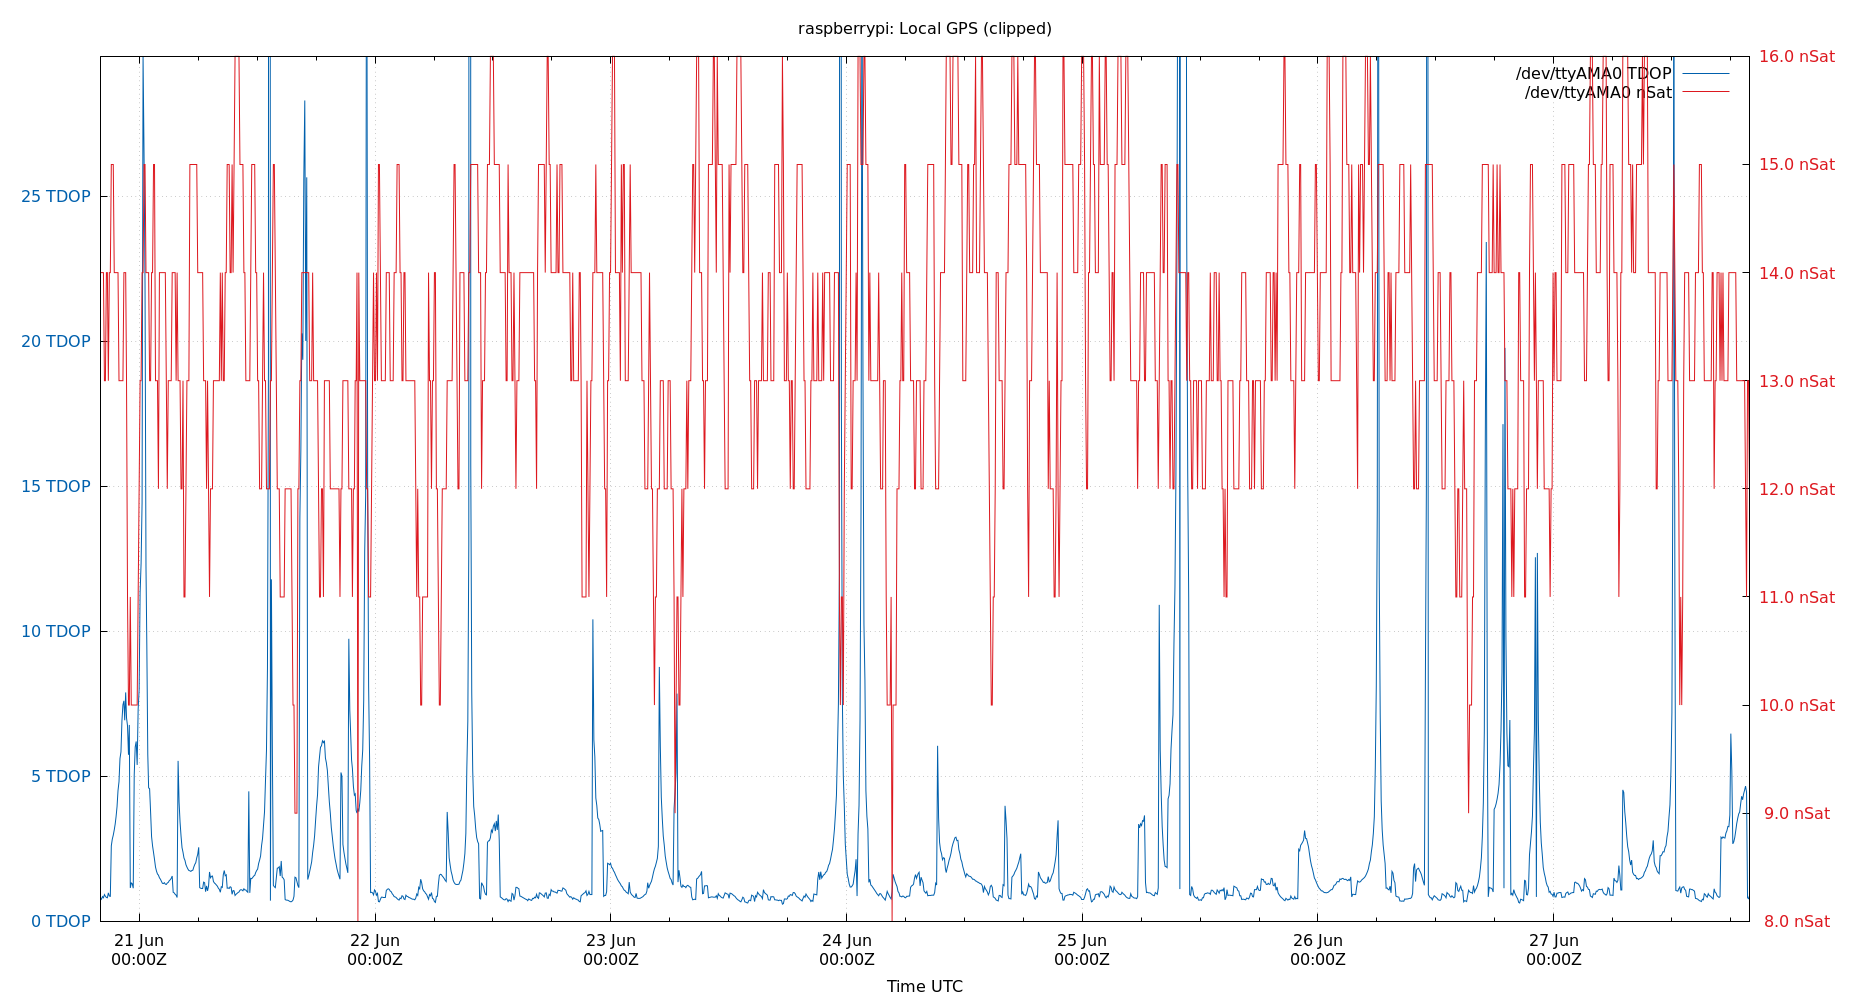 raspberrypi: Local GPS (clipped)
/dev/ttyAMA0 TDOP
/dev/ttyAMA0 nSat
25 TDOP
20 TDOP
15 TDOP
10 TDOP
5 TDOP
0 TDOP
16.0 nSat
15.0 nSat
14.0 nSat
13.0 nSat
12.0 nSat
11.0 nSat
10.0 nSat
9.0 nSat
8.0 nSat
21 Jun
00:00Z
22 Jun
00:00Z
23 Jun
00:00Z
24 Jun
00:00Z
25 Jun
00:00Z
26 Jun
00:00Z
27 Jun
00:00Z
Time UTC